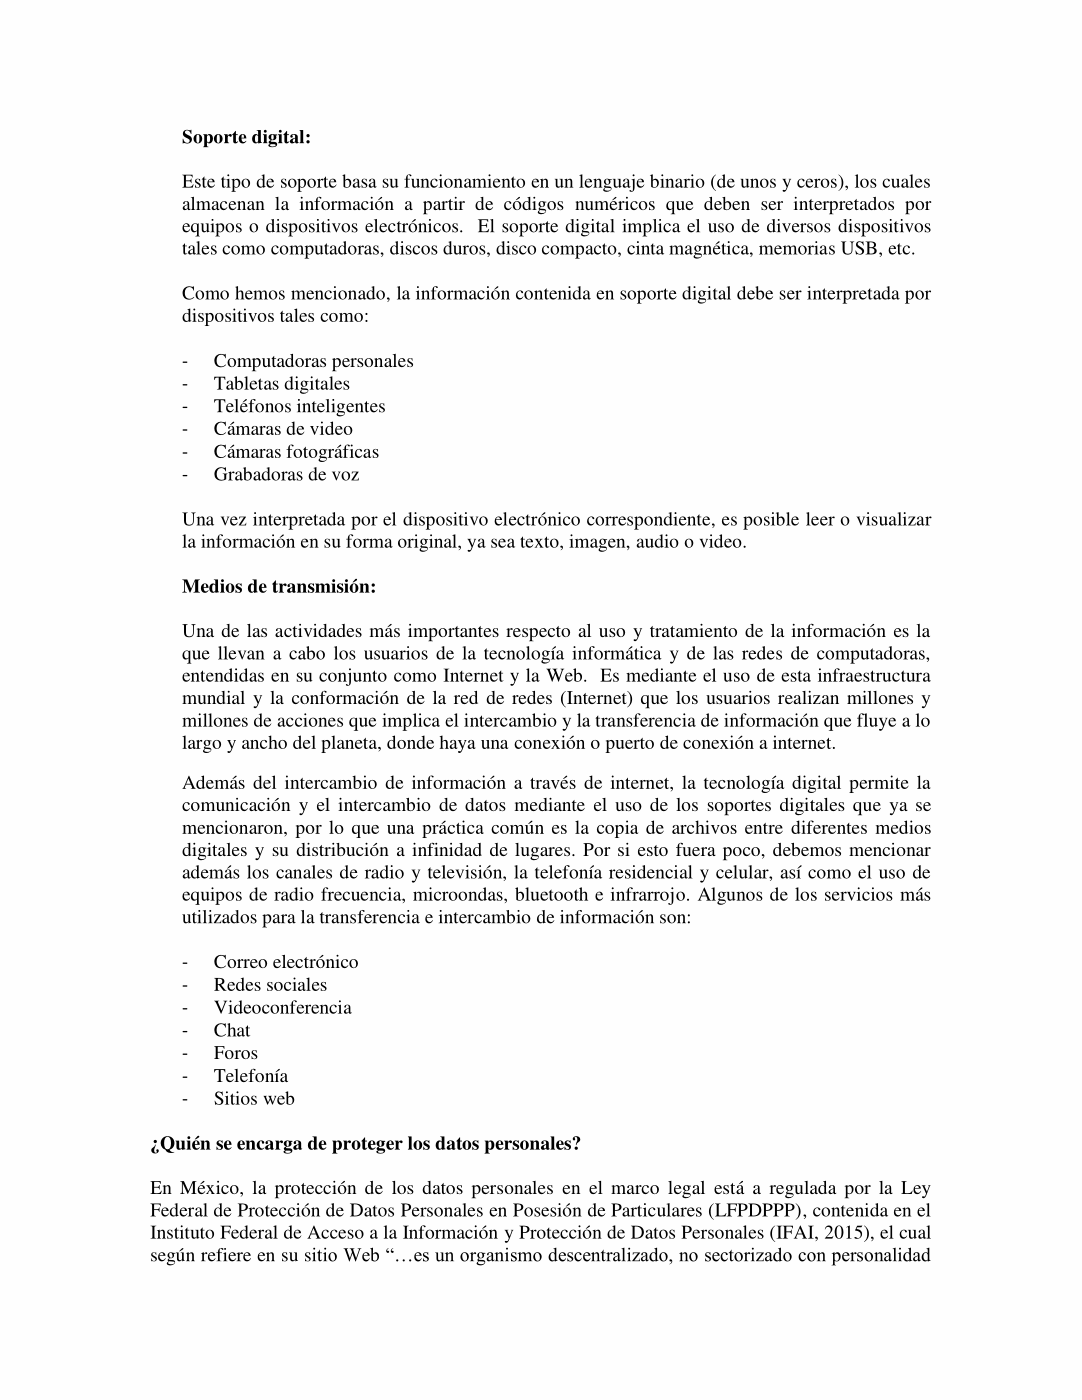 Soporte digital:
Este tipo de soporte basa su funcionamiento en un lenguaje binario (de unos y ceros), los cuales
almacenan la información a partir de códigos numéricos que deben ser interpretados por
equipos o dispositivos electrónicos.  El soporte digital implica el uso de diversos dispositivos
tales como computadoras, discos duros, disco compacto, cinta magnética, memorias USB, etc.
Como hemos mencionado, la información contenida en soporte digital debe ser interpretada por
dispositivos tales como:
- Computadoras personales
- Tabletas digitales
- Teléfonos inteligentes
- Cámaras de video
- Cámaras fotográficas
- Grabadoras de voz
Una vez interpretada por el dispositivo electrónico correspondiente, es posible leer o visualizar
la información en su forma original, ya sea texto, imagen, audio o video.
Medios de transmisión:
Una de las actividades más importantes respecto al uso y tratamiento de la información es la
que llevan a cabo los usuarios de la tecnología informática y de las redes de computadoras,
entendidas en su conjunto como Internet y la Web.  Es mediante el uso de esta infraestructura
mundial y la conformación de la red de redes (Internet) que los usuarios realizan millones y
millones de acciones que implica el intercambio y la transferencia de información que fluye a lo
largo y ancho del planeta, donde haya una conexión o puerto de conexión a internet.
Además del intercambio de información a través de internet, la tecnología digital permite la
comunicación y el intercambio de datos mediante el uso de los soportes digitales que ya se
mencionaron, por lo que una práctica común es la copia de archivos entre diferentes medios
digitales y su distribución a infinidad de lugares. Por si esto fuera poco, debemos mencionar
además los canales de radio y televisión, la telefonía residencial y celular, así como el uso de
equipos de radio frecuencia, microondas, bluetooth e infrarrojo. Algunos de los servicios más
utilizados para la transferencia e intercambio de información son:
- Correo electrónico
- Redes sociales
- Videoconferencia
- Chat
- Foros
- Telefonía
- Sitios web
¿Quién se encarga de proteger los datos personales?
En México, la protección de los datos personales en el marco legal está a regulada por la Ley
Federal de Protección de Datos Personales en Posesión de Particulares (LFPDPPP), contenida en el
Instituto Federal de Acceso a la Información y Protección de Datos Personales (IFAI, 2015), el cual
según refiere en su sitio Web “…es un organismo descentralizado, no sectorizado con personalidad